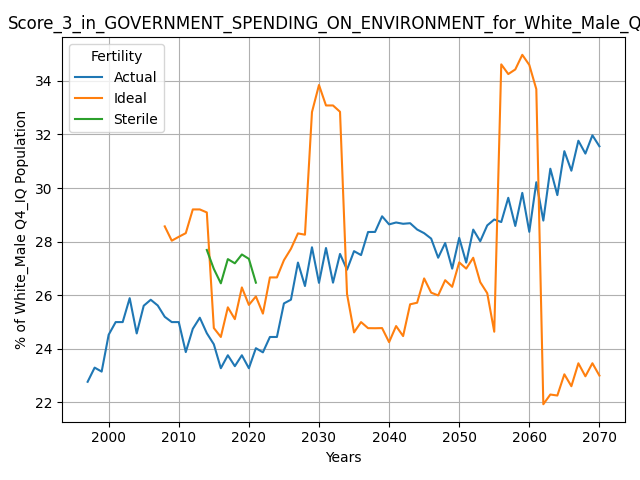 Score_3_in_GOVERNMENT_SPENDING_ON_ENVIRONMENT_for_White_Male_Q
Fertility
Actual
Ideal
Sterile
% of White_Male Q4_IQ Population
34
32
30
28
26
24
22
2000 2010 2020 2030 2040 2050 2060 2070
Years